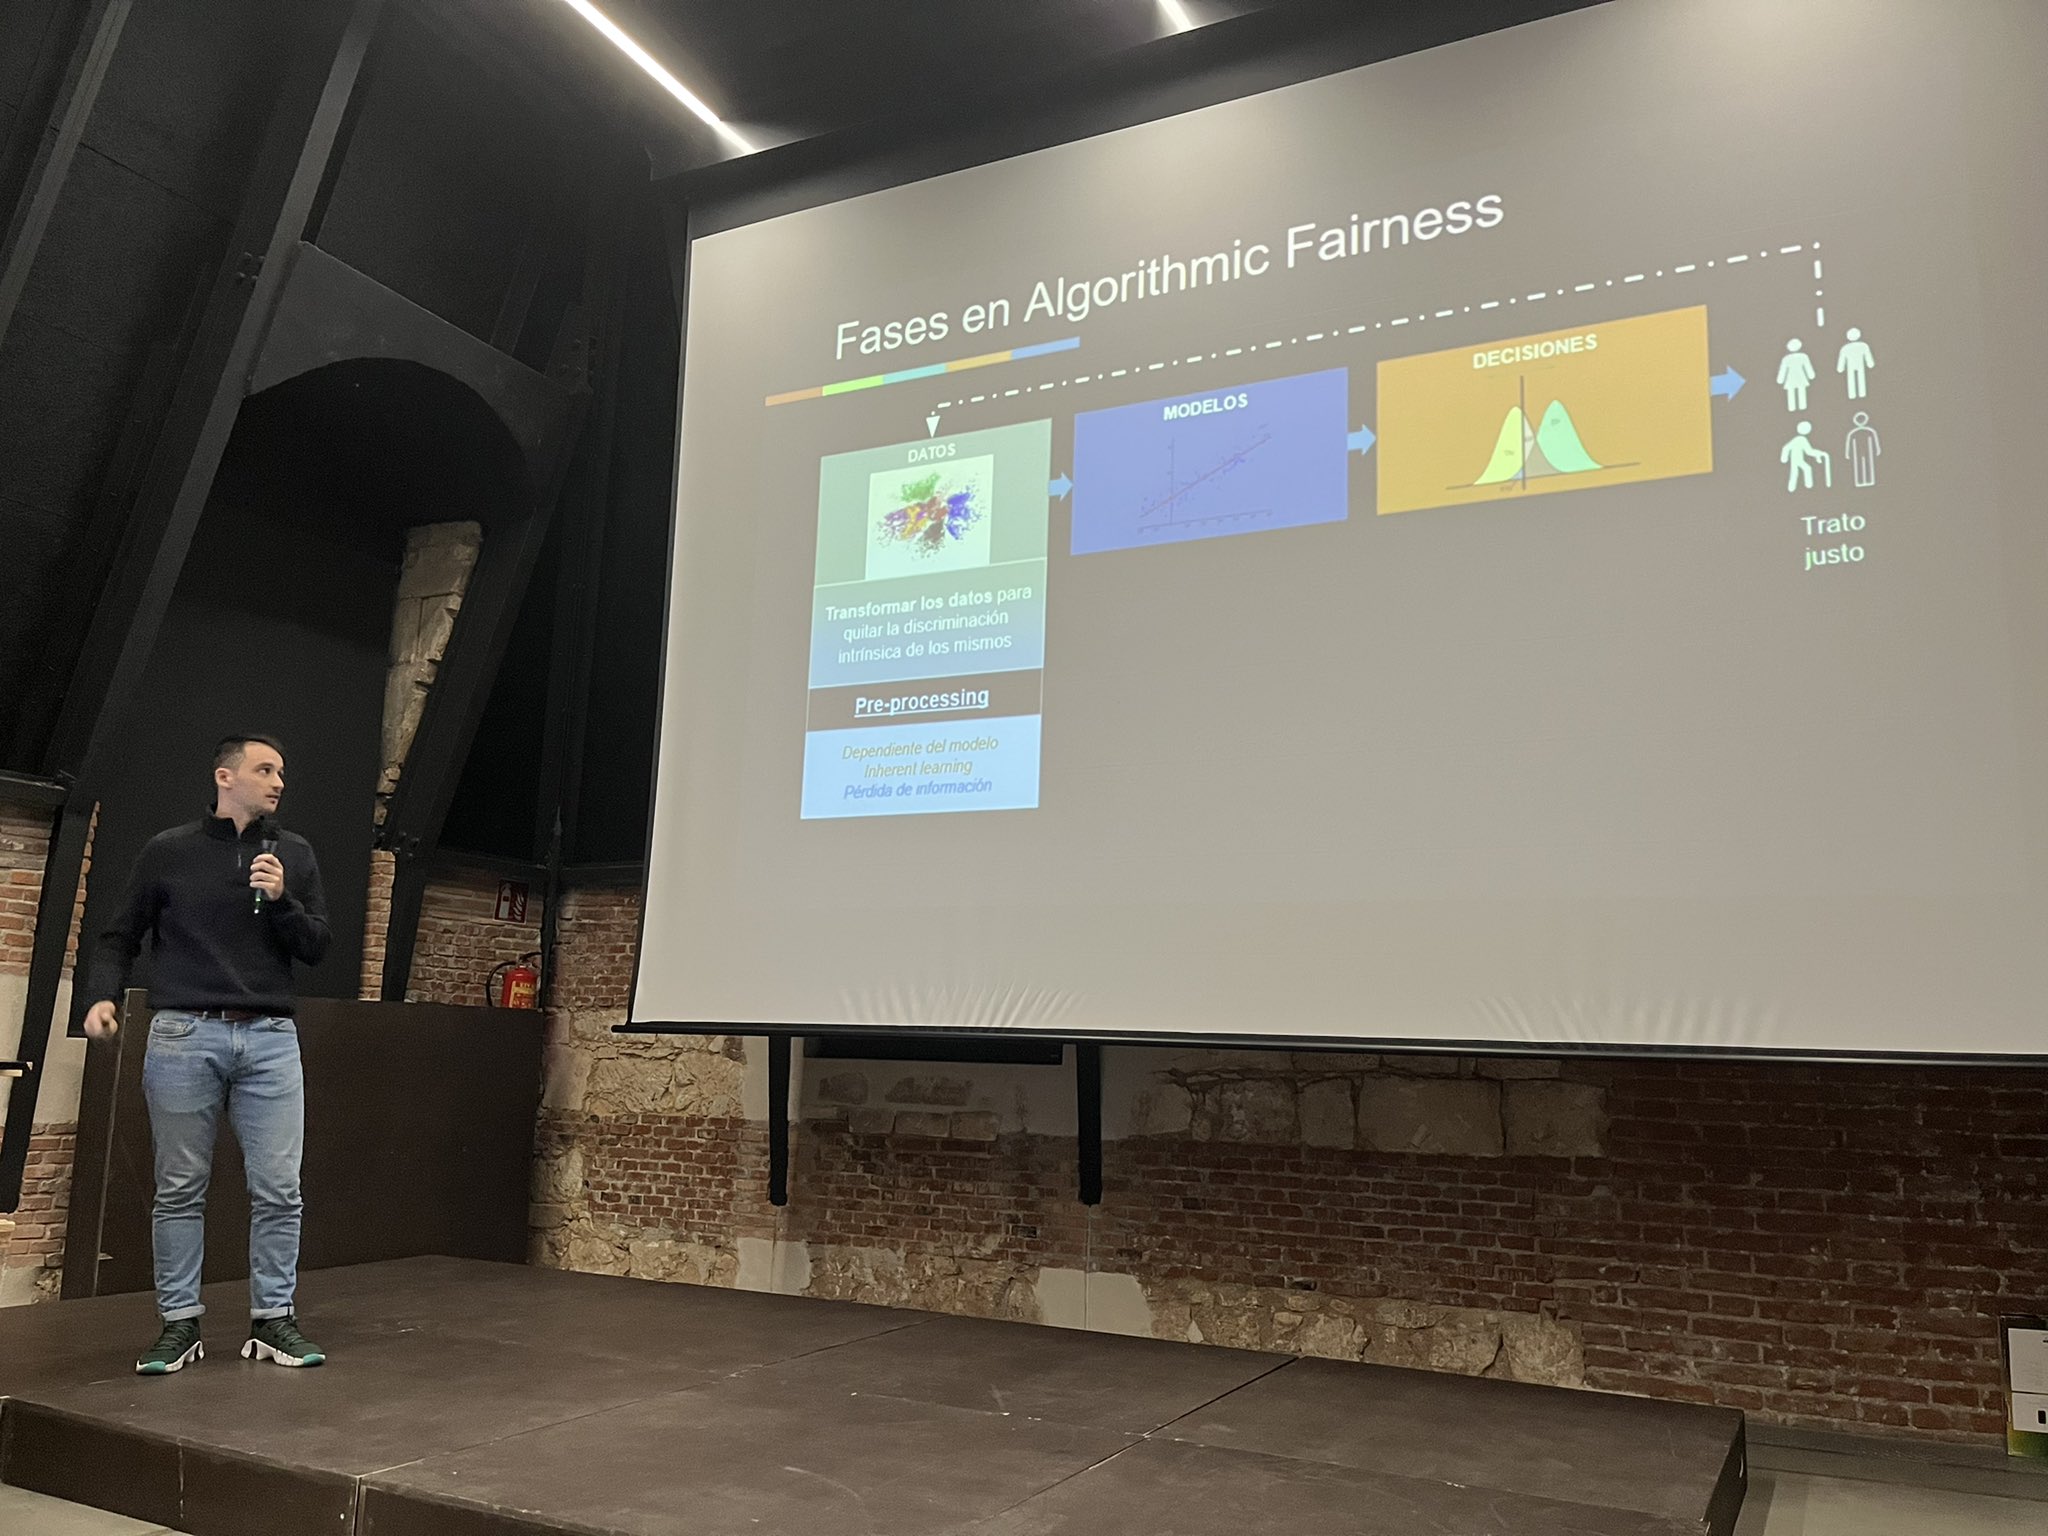 Fases en Algorithmic Fairness
DATOS
MODELOS
DECISIONES
Trato
justo
Transformar los datos para
quitar la discriminación
intrínsica de los mismos
Pre-processing
Dependiente del modelo
Inherent learning
Pérdida de información